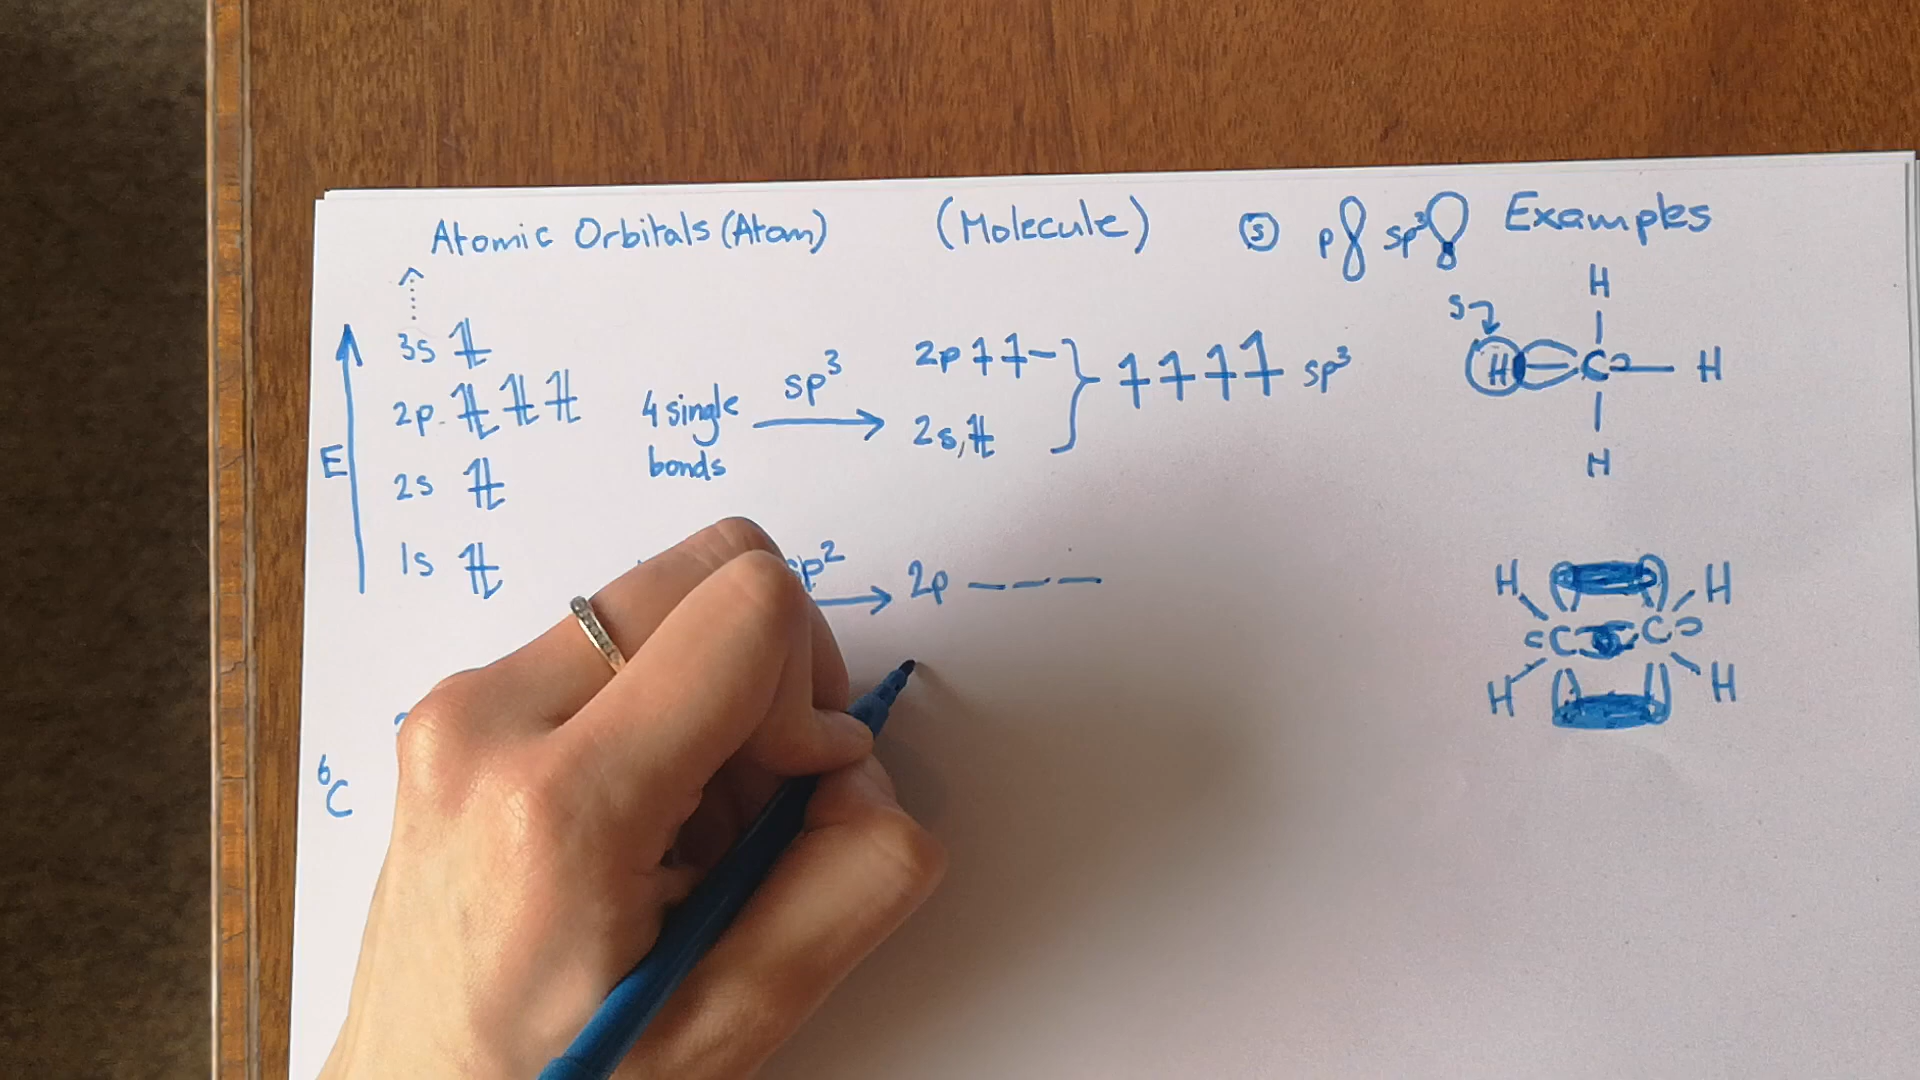 Atomic Orbitals (Atom) (Molecule) s p sp³ Examples
3s
2p
2s
1s
E
4 single bonds
sp³
2p
2s
sp³
sp²
2p
⁶C
s
H
H C H
H
H H
C C
H H